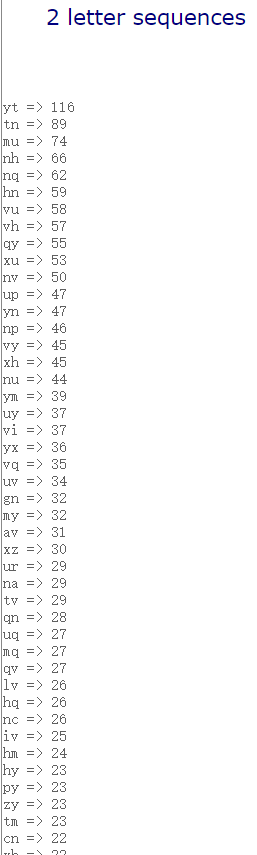 2 letter sequences
yt => 116
tn => 89
mu => 74
nh => 66
nq => 62
hn => 59
vu => 58
vh => 57
qy => 55
xu => 53
nv => 50
up => 47
yn => 47
np => 46
vy => 45
xh => 45
nu => 44
ym => 39
uy => 37
vi => 37
yx => 36
vq => 35
uv => 34
gn => 32
my => 32
av => 31
xz => 30
ur => 29
na => 29
tv => 29
qn => 28
uq => 27
mq => 27
qv => 27
lv => 26
hq => 26
nc => 26
iv => 25
hm => 24
hy => 23
py => 23
zy => 23
tm => 23
cn => 22